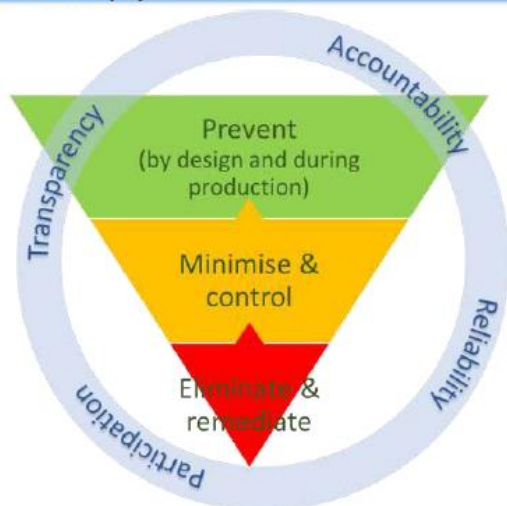 Transparency
Accountability
Prevent
(by design and during
production)
Minimise &
control
Reliability
Eliminate &
remediate
Participation